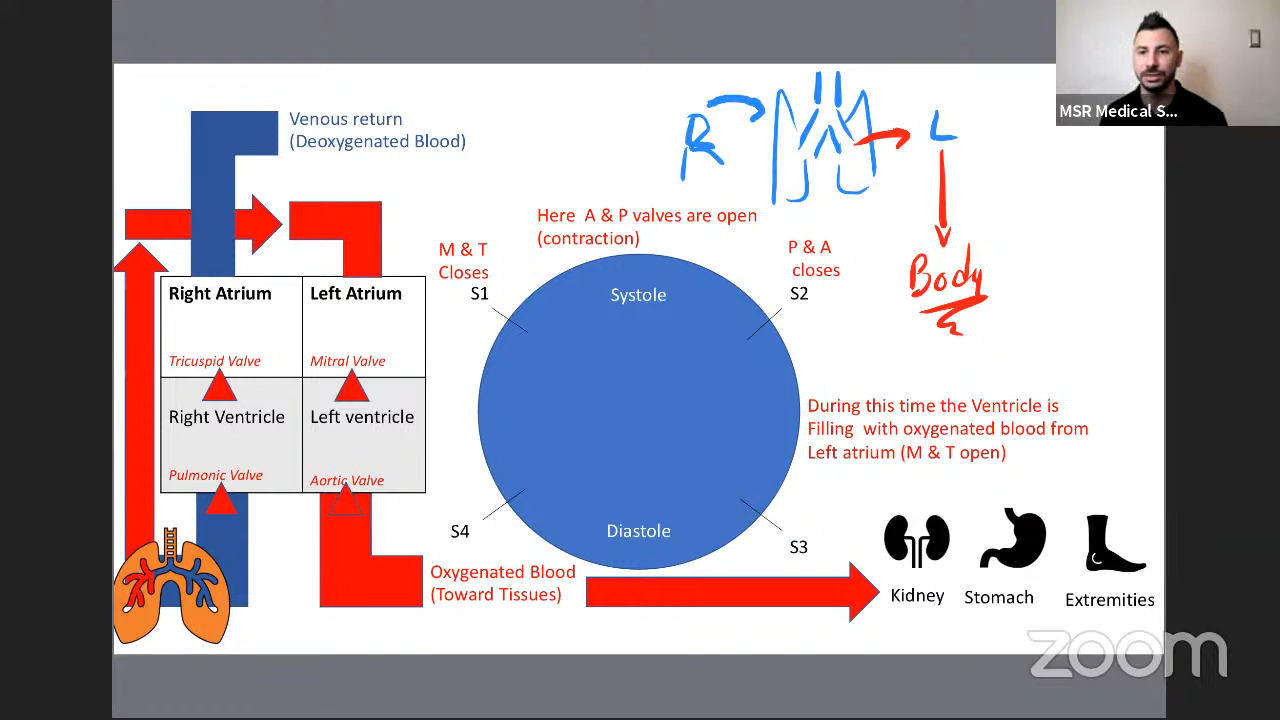 MSR Medical S...
Venous return
(Deoxygenated Blood)
R
L
Body
Here A & P valves are open
(contraction)
M & T
Closes
S1
P & A
closes
S2
Systole
Right Atrium
Left Atrium
Tricuspid Valve
Mitral Valve
Right Ventricle
Left ventricle
Pulmonic Valve
Aortic Valve
During this time the Ventricle is
Filling with oxygenated blood from
Left atrium (M & T open)
S4
Diastole
S3
Oxygenated Blood
(Toward Tissues)
Kidney
Stomach
Extremities
zoom